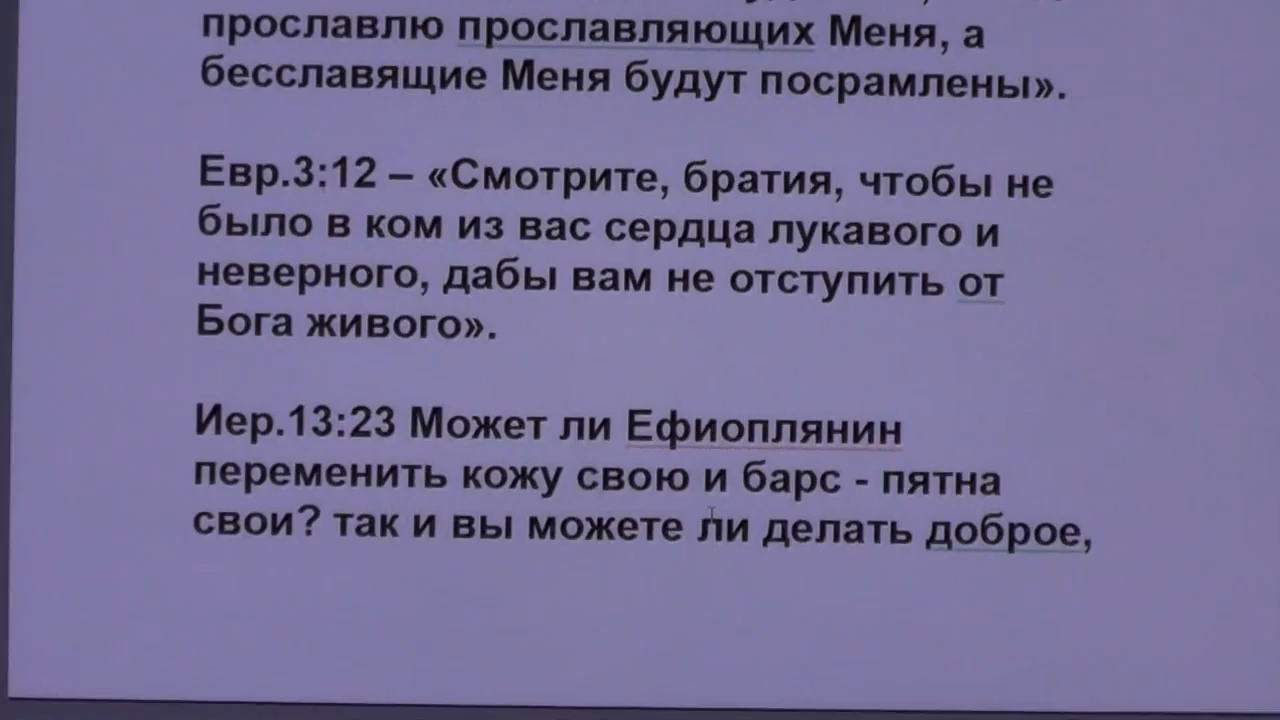 прославлю прославляющих Меня, а
бесславящие Меня будут посрамлены».
Евр.3:12 – «Смотрите, братия, чтобы не
было в ком из вас сердца лукавого и
неверного, дабы вам не отступить от
Бога живого».
Иер.13:23 Может ли Ефиоплянин
переменить кожу свою и барс - пятна
свои? так и вы можете ли делать доброе,